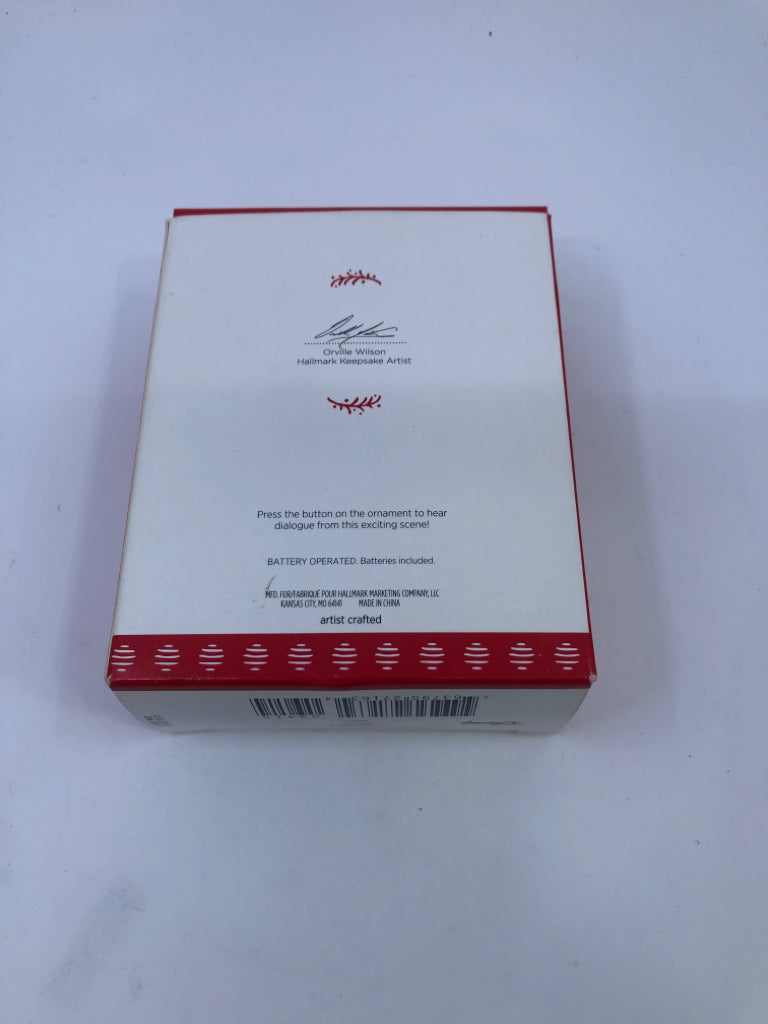 Orville Wilson
Hallmark Keepsake Artist
Press the button on the ornament to hear
dialogue from this exciting scene!
BATTERY OPERATED. Batteries included.
MFD. FOR/FABRIQUÉ POUR HALLMARK MARKETING COMPANY, LLC
KANSAS CITY, MO 64141 MADE IN CHINA
artist crafted